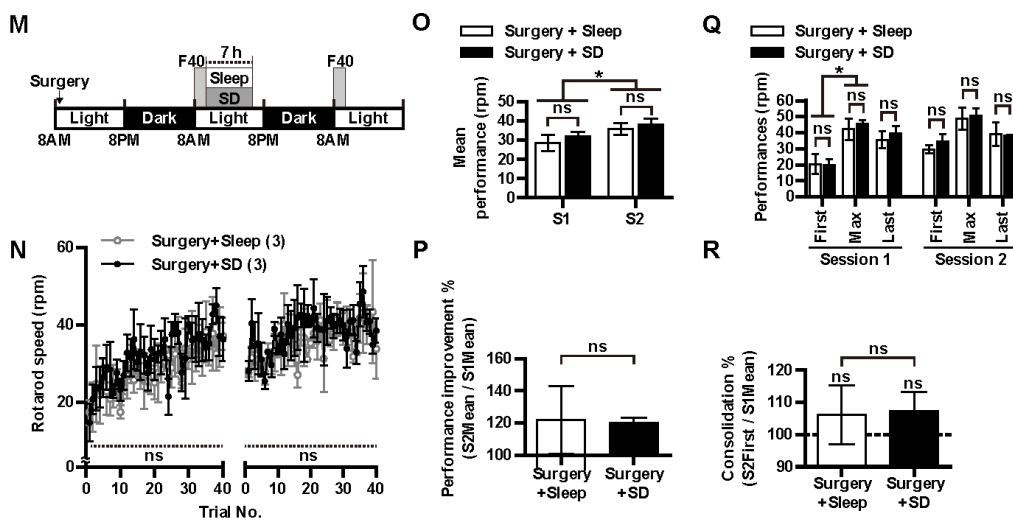 M
Surgery
F40
7 h
Sleep
SD
F40
Light
Dark
Light
Dark
Light
8AM
8PM
8AM
8PM
8AM
O
Surgery + Sleep
Surgery + SD
*
ns
ns
Mean
performance (rpm)
50
40
30
20
10
0
S1
S2
Q
Surgery + Sleep
Surgery + SD
*
ns
ns
ns
ns
ns
ns
Performances (rpm)
60
50
40
30
20
10
0
First
Max
Last
First
Max
Last
Session 1
Session 2
N
Surgery+Sleep (3)
Surgery+SD (3)
Rotarod speed (rpm)
60
40
20
0
ns
ns
0
10
20
30
40
0
10
20
30
40
Trial No.
P
Performance improvement %
(S2Mean / S1Mean)
160
140
120
100
ns
Surgery
+Sleep
Surgery
+SD
R
Consolidation %
(S2First / S1Mean)
120
110
100
90
ns
ns
ns
Surgery
+Sleep
Surgery
+SD